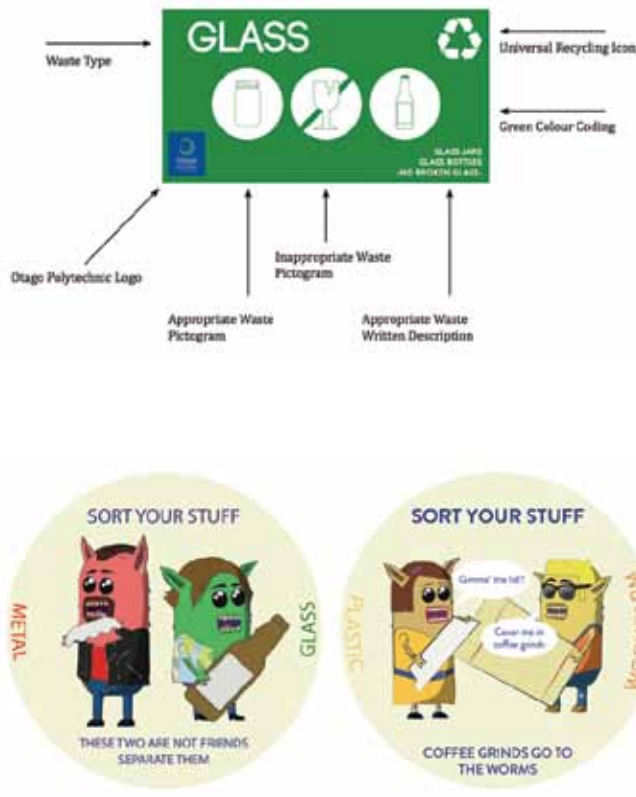 GLASS
Waste Type
Universal Recycling Icon
Green Colour Coding
GLASS JARS
GLASS BOTTLES
-NO BROKEN GLASS-
Otago Polytechnic Logo
Inappropriate Waste
Pictogram
Appropriate Waste
Pictogram
Appropriate Waste
Written Description
SORT YOUR STUFF
METAL
GLASS
THESE TWO ARE NOT FRIENDS
SEPARATE THEM
SORT YOUR STUFF
PLASTIC
Gimme' the lid!!
Cover me in
coffee grinds
COFFEE GRINDS GO TO
THE WORMS